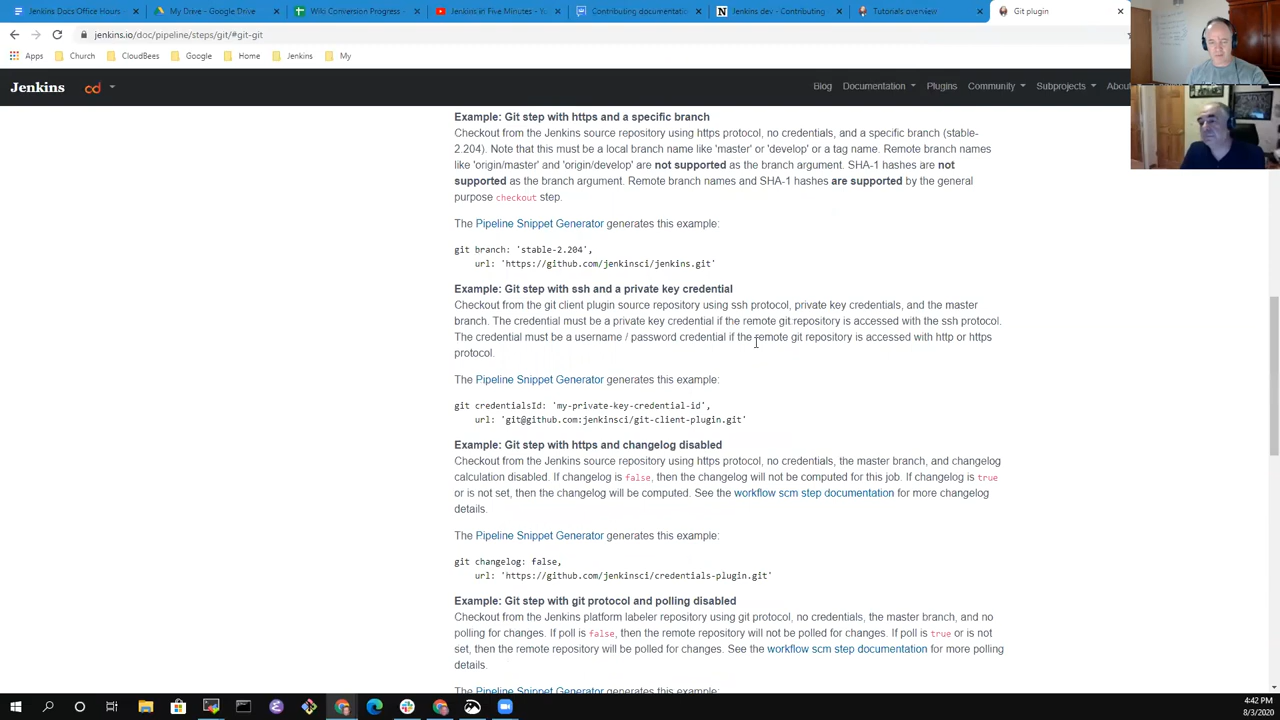 Jenkins Docs Office Hours
My Drive - Google Drive
Wiki Conversion Progress -
Jenkins in Five Minutes - Yo
Contributing documentatio
Jenkins dev - Contributing
Tutorials overview
Git plugin
jenkins.io/doc/pipeline/steps/git/#git-git
Apps
Church
CloudBees
Google
Home
Jenkins
My
Jenkins
cd
Blog
Documentation
Plugins
Community
Subprojects
About
Example: Git step with https and a specific branch
Checkout from the Jenkins source repository using https protocol, no credentials, and a specific branch (stable-
2.204). Note that this must be a local branch name like 'master' or 'develop' or a tag name. Remote branch names
like 'origin/master' and 'origin/develop' are not supported as the branch argument. SHA-1 hashes are not
supported as the branch argument. Remote branch names and SHA-1 hashes are supported by the general
purpose checkout step.
The Pipeline Snippet Generator generates this example:
git branch: 'stable-2.204',
url: 'https://github.com/jenkinsci/jenkins.git'
Example: Git step with ssh and a private key credential
Checkout from the git client plugin source repository using ssh protocol, private key credentials, and the master
branch. The credential must be a private key credential if the remote git repository is accessed with the ssh protocol.
The credential must be a username / password credential if the remote git repository is accessed with http or https
protocol.
The Pipeline Snippet Generator generates this example:
git credentialsId: 'my-private-key-credential-id',
url: 'git@github.com:jenkinsci/git-client-plugin.git'
Example: Git step with https and changelog disabled
Checkout from the Jenkins source repository using https protocol, no credentials, the master branch, and changelog
calculation disabled. If changelog is false, then the changelog will not be computed for this job. If changelog is true
or is not set, then the changelog will be computed. See the workflow scm step documentation for more changelog
details.
The Pipeline Snippet Generator generates this example:
git changelog: false,
url: 'https://github.com/jenkinsci/credentials-plugin.git'
Example: Git step with git protocol and polling disabled
Checkout from the Jenkins platform labeler repository using git protocol, no credentials, the master branch, and no
polling for changes. If poll is false, then the remote repository will not be polled for changes. If poll is true or is not
set, then the remote repository will be polled for changes. See the workflow scm step documentation for more polling
details.
The Pipeline Snippet Generator generates this example:
4:42 PM
8/3/2020